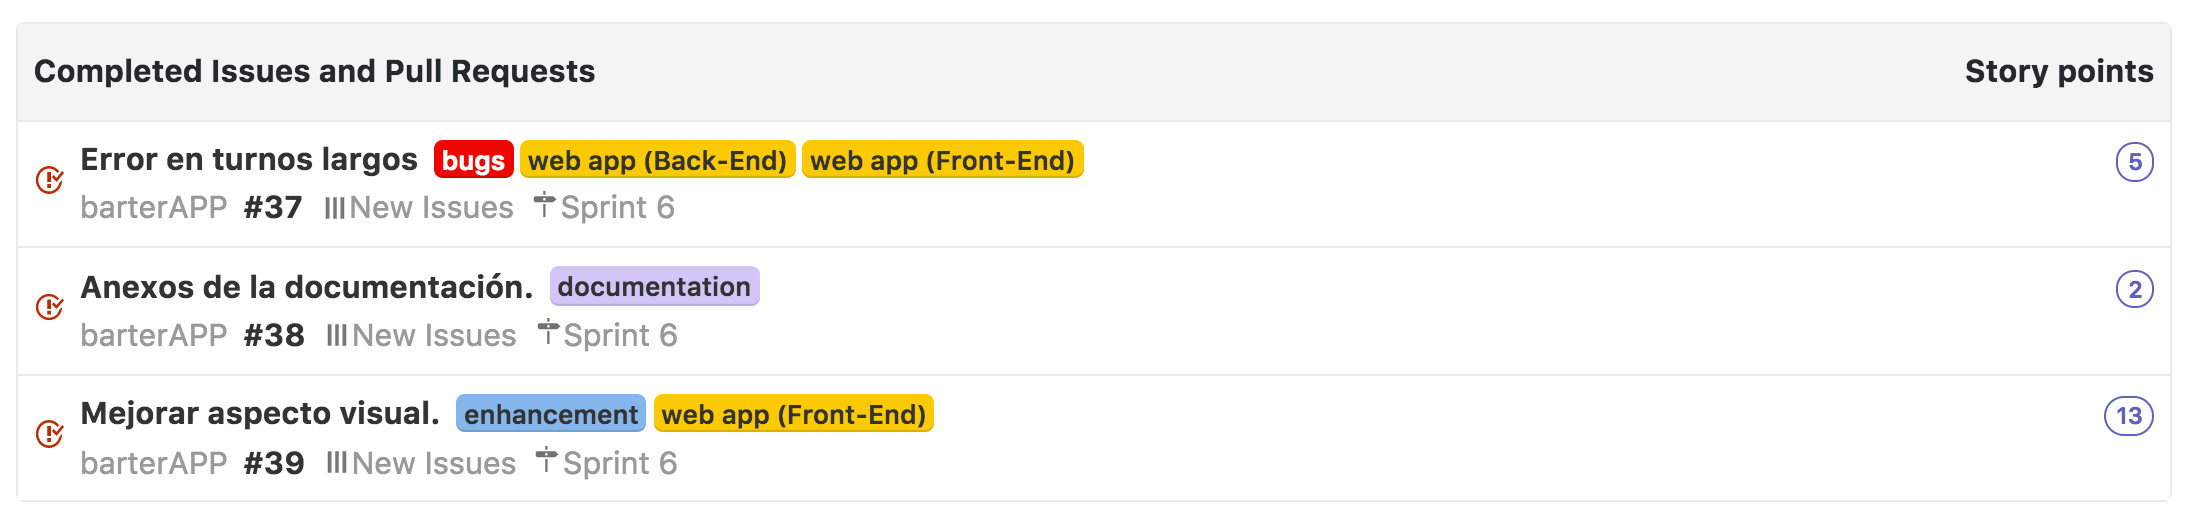 Completed Issues and Pull Requests Story points
Error en turnos largos bugs web app (Back-End) web app (Front-End) 5
barterAPP #37 New Issues Sprint 6
Anexos de la documentación. documentation 2
barterAPP #38 New Issues Sprint 6
Mejorar aspecto visual. enhancement web app (Front-End) 13
barterAPP #39 New Issues Sprint 6